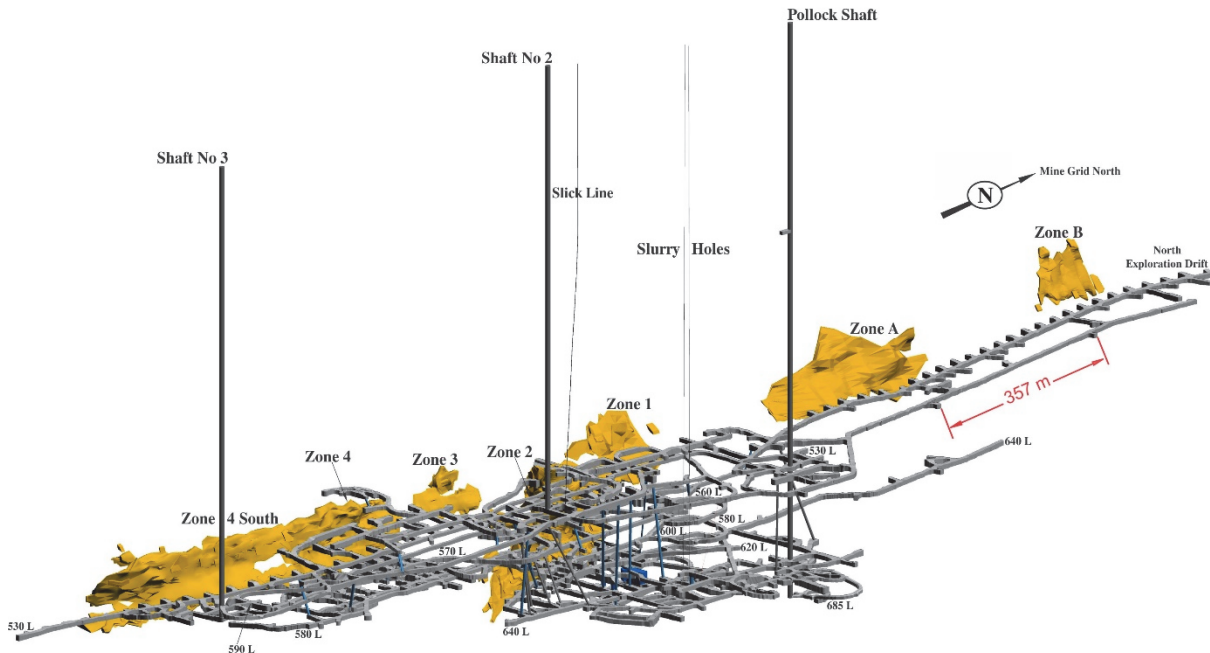 Pollock Shaft
Shaft No 2
Shaft No 3
Slick Line
Mine Grid North
N
Zone B
North
Exploration Drift
Slurry Holes
Zone A
357 m
Zone 1
Zone 2
640 L
530 L
Zone 3
Zone 4
560 L
Zone 4 South
580 L
600 L
570 L
620 L
685 L
530 L
580 L
640 L
590 L